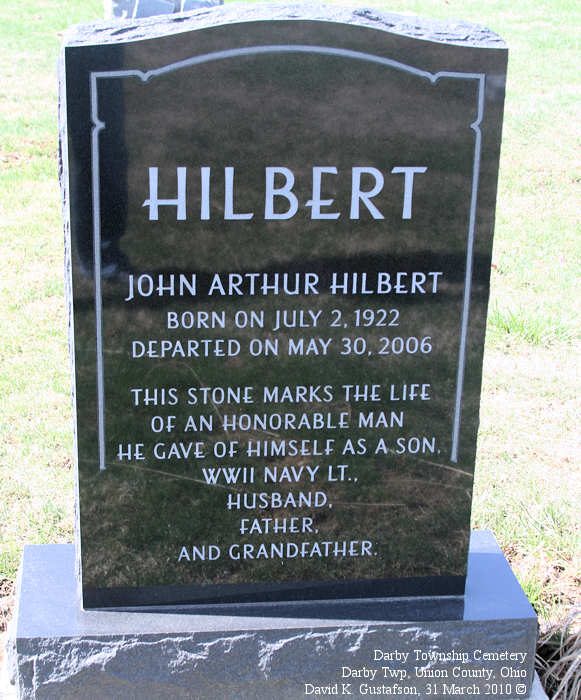 HILBERT
JOHN ARTHUR HILBERT
BORN ON JULY 2, 1922
DEPARTED ON MAY 30, 2006
THIS STONE MARKS THE LIFE
OF AN HONORABLE MAN
HE GAVE OF HIMSELF AS A SON,
WWII NAVY LT.,
HUSBAND,
FATHER,
AND GRANDFATHER.
Darby Township Cemetery
Darby Twp, Union County, Ohio
David K. Gustafson, 31 March 2010 ©